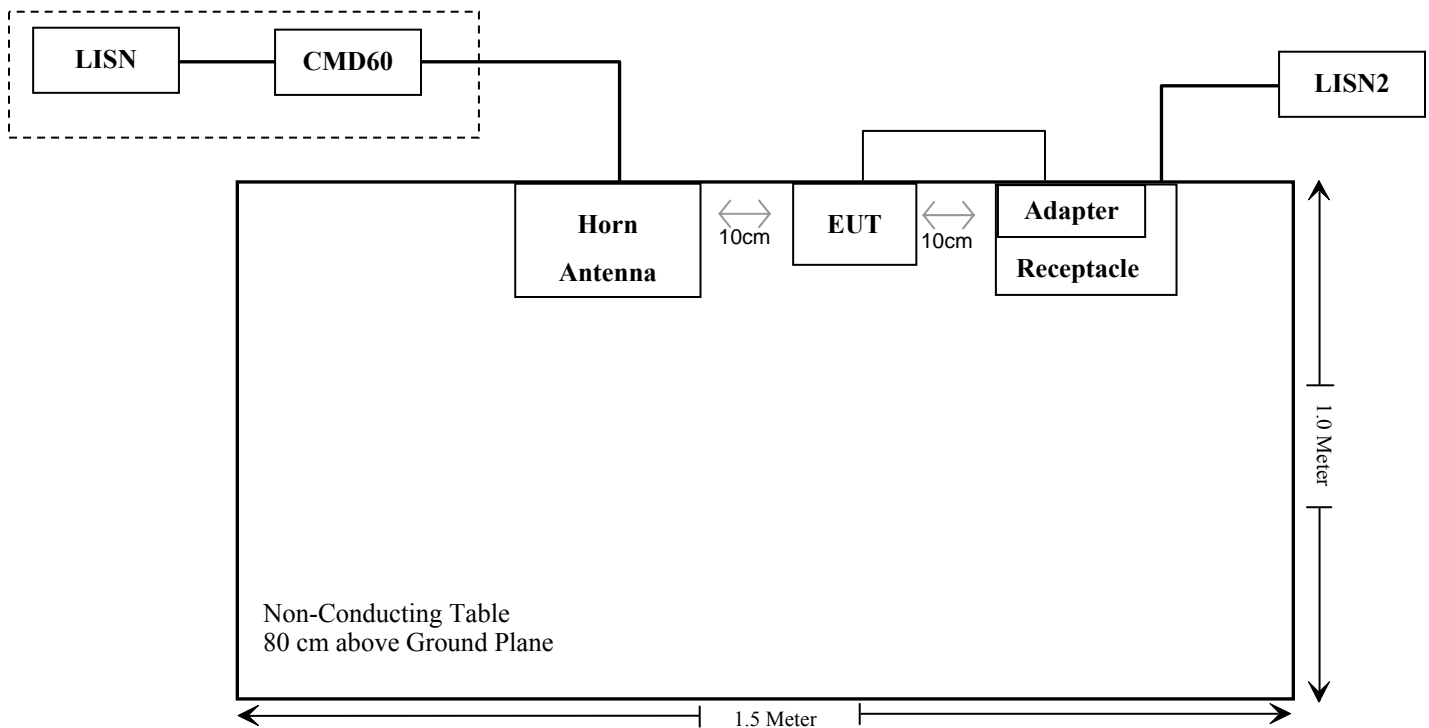 LISN
CMD60
LISN2
Horn
Antenna
10cm
EUT
10cm
Adapter
Receptacle
1.0 Meter
Non-Conducting Table
80 cm above Ground Plane
1.5 Meter